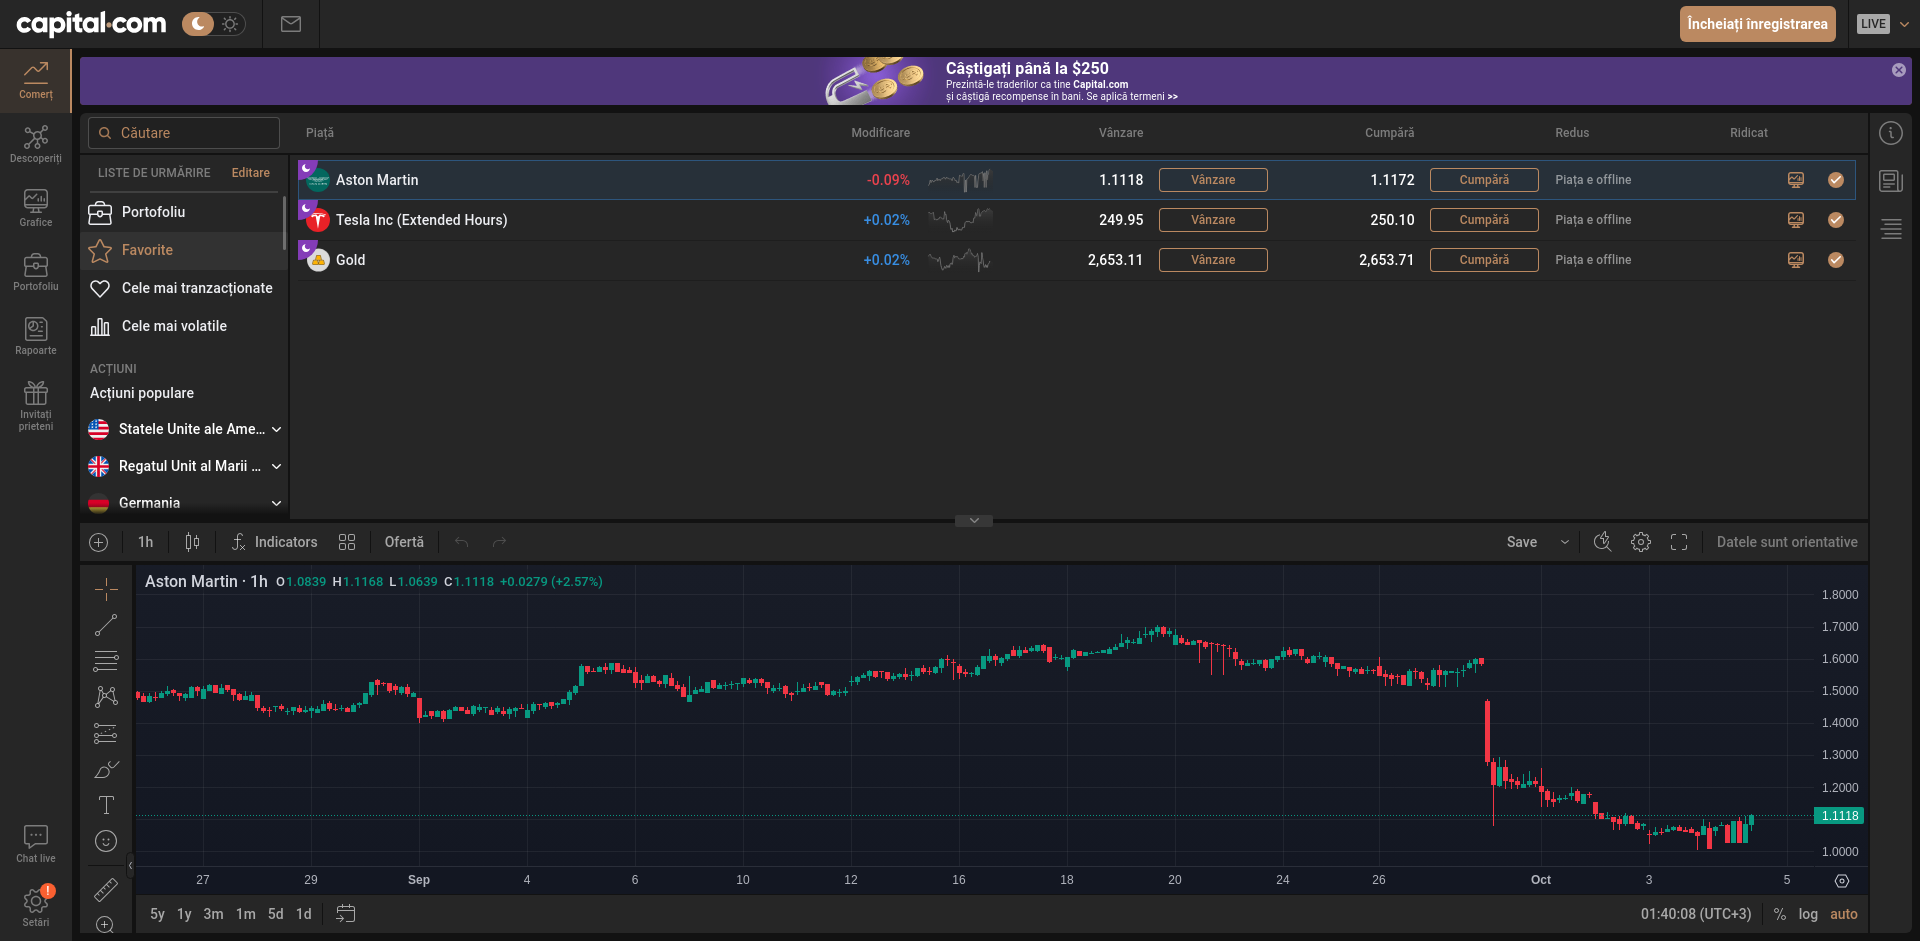 capital.com
Încheiați înregistrarea
LIVE
Comerț
Descoperiți
Grafice
Portofoliu
Rapoarte
Invitați
prieteni
Chat live
!
Setări
Câștigați până la $250
Prezintă-le traderilor ca tine Capital.com
și câștigă recompense în bani. Se aplică termeni >>
Căutare
LISTE DE URMĂRIRE Editare
Portofoliu
Favorite
Cele mai tranzacționate
Cele mai volatile
ACȚIUNI
Acțiuni populare
Statele Unite ale Ame...
Regatul Unit al Marii ...
Germania
Piață Modificare Vânzare Cumpără Redus Ridicat
Aston Martin -0.09% 1.1118 Vânzare 1.1172 Cumpără Piața e offline
Tesla Inc (Extended Hours) +0.02% 249.95 Vânzare 250.10 Cumpără Piața e offline
Gold +0.02% 2,653.11 Vânzare 2,653.71 Cumpără Piața e offline
1h Indicators Ofertă Save Datele sunt orientative
Aston Martin · 1h O1.0839 H1.1168 L1.0639 C1.1118 +0.0279 (+2.57%)
1.8000
1.7000
1.6000
1.5000
1.4000
1.3000
1.2000
1.1118
1.0000
27 29 Sep 4 6 10 12 16 18 20 24 26 Oct 3 5
5y 1y 3m 1m 5d 1d 01:40:08 (UTC+3) % log auto